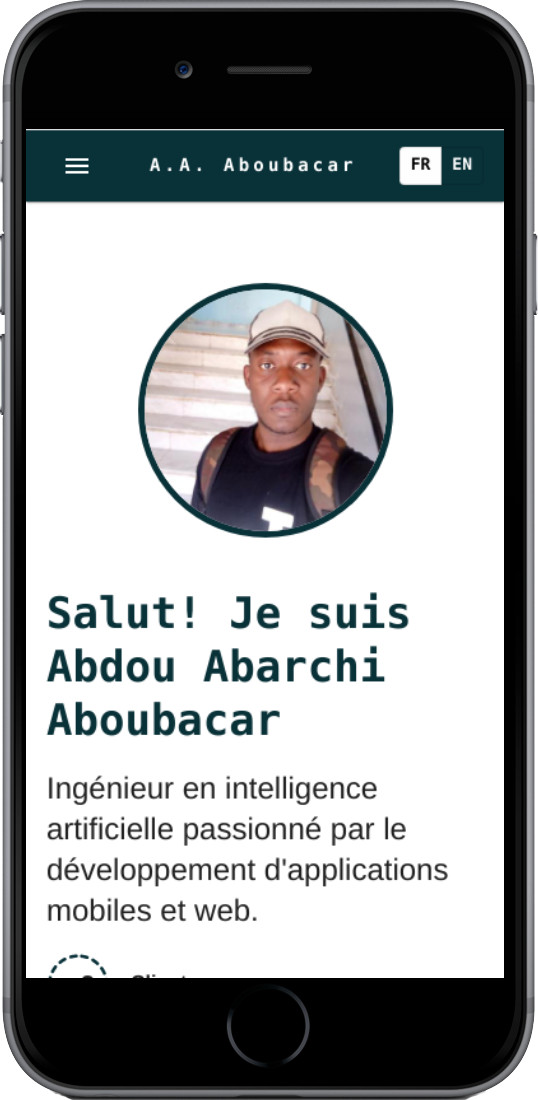 A.A. Aboubacar
FR EN
Salut! Je suis
Abdou Abarchi
Aboubacar
Ingénieur en intelligence
artificielle passionné par le
développement d'applications
mobiles et web.